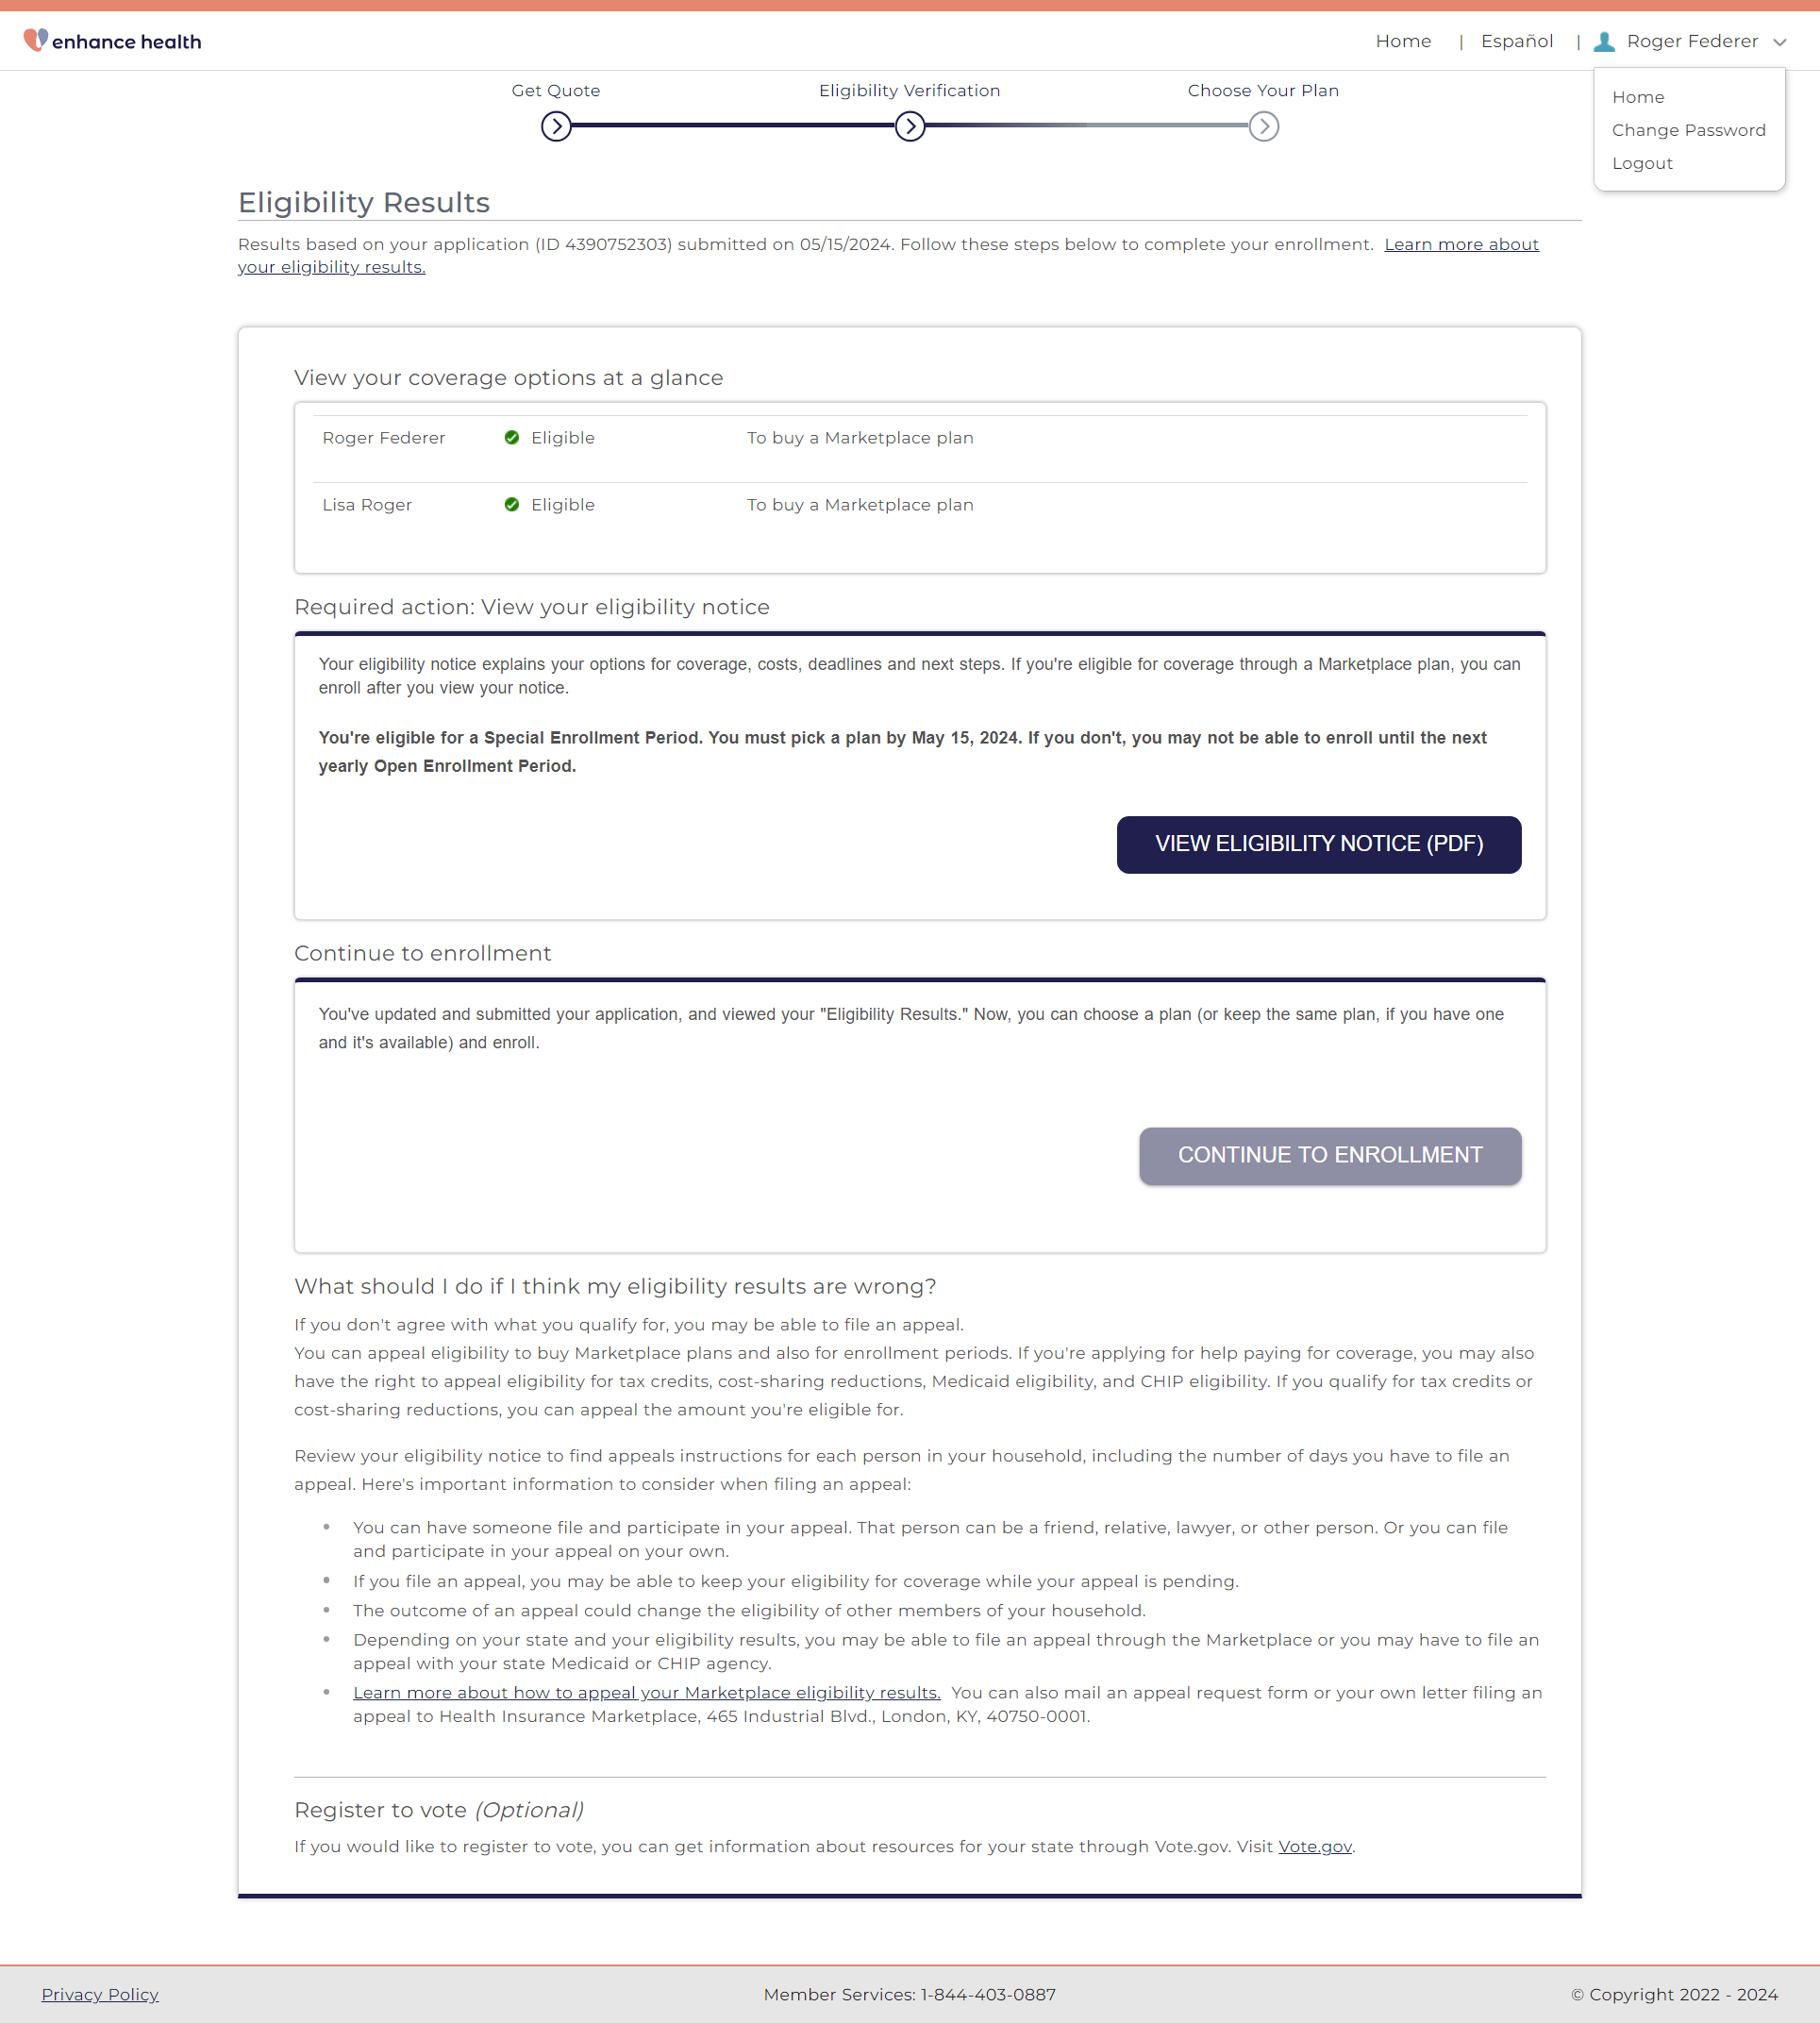 enhance health
Home | Español | Roger Federer
Home
Change Password
Logout
Get Quote
Eligibility Verification
Choose Your Plan
Eligibility Results
Results based on your application (ID 4390752303) submitted on 05/15/2024. Follow these steps below to complete your enrollment. Learn more about
your eligibility results.
View your coverage options at a glance
Roger Federer Eligible To buy a Marketplace plan
Lisa Roger Eligible To buy a Marketplace plan
Required action: View your eligibility notice
Your eligibility notice explains your options for coverage, costs, deadlines and next steps. If you're eligible for coverage through a Marketplace plan, you can
enroll after you view your notice.
You're eligible for a Special Enrollment Period. You must pick a plan by May 15, 2024. If you don't, you may not be able to enroll until the next
yearly Open Enrollment Period.
VIEW ELIGIBILITY NOTICE (PDF)
Continue to enrollment
You've updated and submitted your application, and viewed your "Eligibility Results." Now, you can choose a plan (or keep the same plan, if you have one
and it's available) and enroll.
CONTINUE TO ENROLLMENT
What should I do if I think my eligibility results are wrong?
If you don't agree with what you qualify for, you may be able to file an appeal.
You can appeal eligibility to buy Marketplace plans and also for enrollment periods. If you're applying for help paying for coverage, you may also
have the right to appeal eligibility for tax credits, cost-sharing reductions, Medicaid eligibility, and CHIP eligibility. If you qualify for tax credits or
cost-sharing reductions, you can appeal the amount you're eligible for.
Review your eligibility notice to find appeals instructions for each person in your household, including the number of days you have to file an
appeal. Here's important information to consider when filing an appeal:
• You can have someone file and participate in your appeal. That person can be a friend, relative, lawyer, or other person. Or you can file
and participate in your appeal on your own.
• If you file an appeal, you may be able to keep your eligibility for coverage while your appeal is pending.
• The outcome of an appeal could change the eligibility of other members of your household.
• Depending on your state and your eligibility results, you may be able to file an appeal through the Marketplace or you may have to file an
appeal with your state Medicaid or CHIP agency.
• Learn more about how to appeal your Marketplace eligibility results. You can also mail an appeal request form or your own letter filing an
appeal to Health Insurance Marketplace, 465 Industrial Blvd., London, KY, 40750-0001.
Register to vote (Optional)
If you would like to register to vote, you can get information about resources for your state through Vote.gov. Visit Vote.gov.
Privacy Policy
Member Services: 1-844-403-0887
© Copyright 2022 - 2024